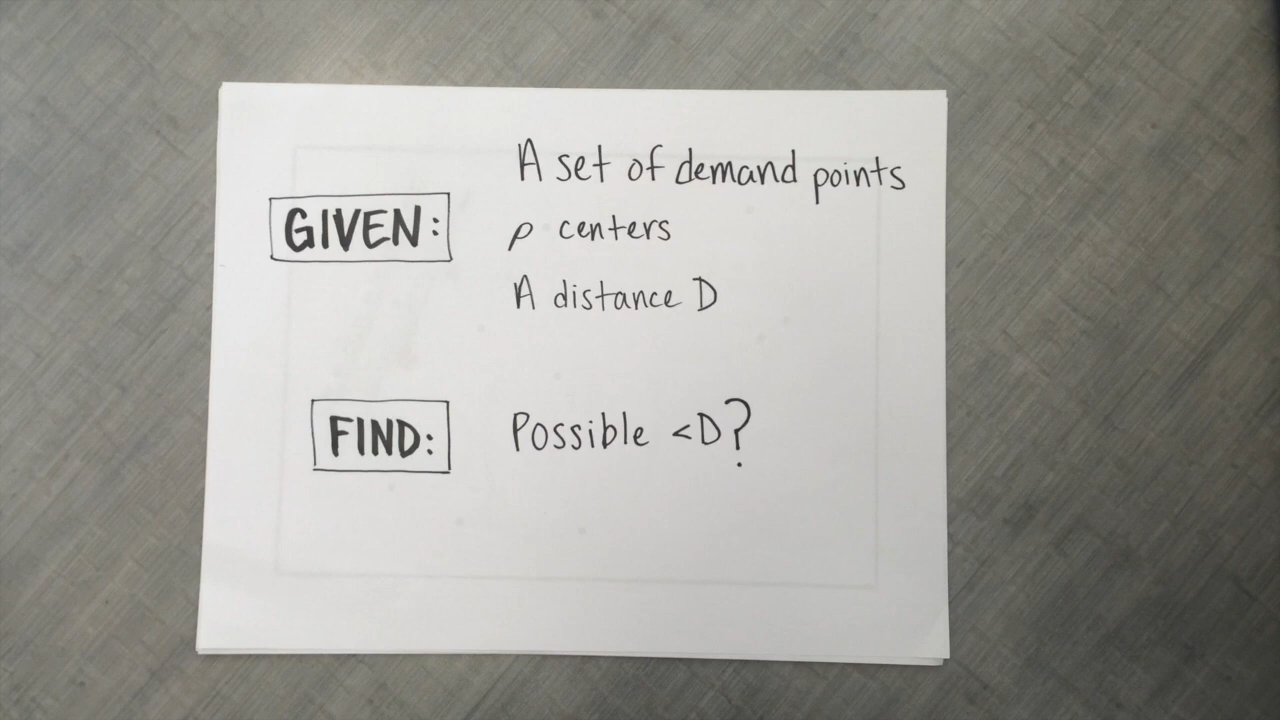 A set of demand points
GIVEN:
p centers
A distance D
FIND:
Possible <D?